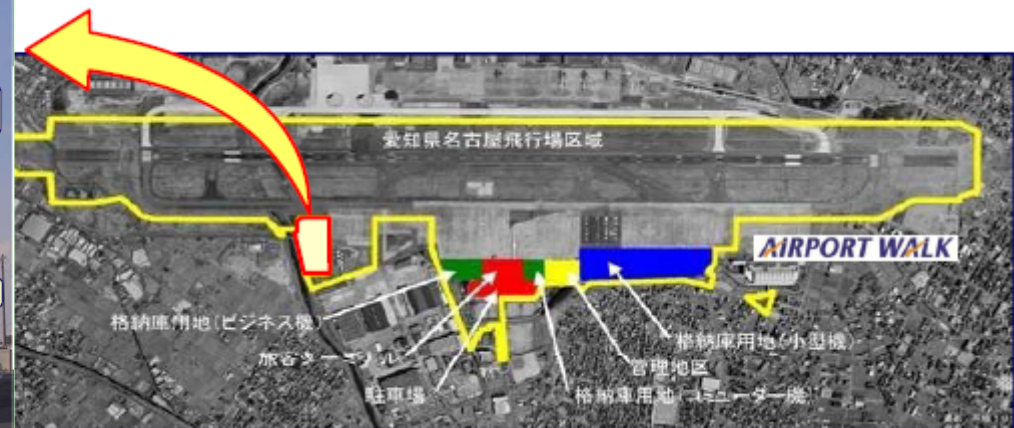 愛知県名古屋飛行場区域
AIRPORT WALK
格納庫用地(ビジネス機)
旅客ターミナル
駐車場
格納庫用地(小型機)
管理地区
格納庫用地(コミューター機)